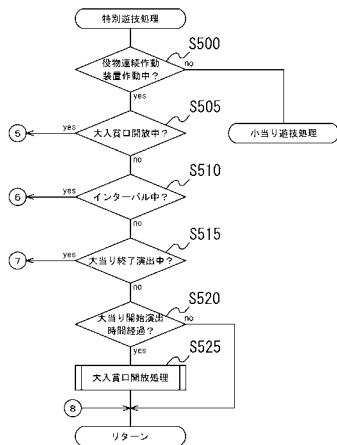 特別遊技処理
S500
役物連続作動
装置作動中？
no
yes
S505
小当り遊技処理
大入賞口開放中？
yes
5
no
S510
インターバル中？
yes
6
no
S515
大当り終了演出中？
yes
7
no
S520
大当り開始演出
時間経過？
no
yes
S525
大入賞口開放処理
8
リターン